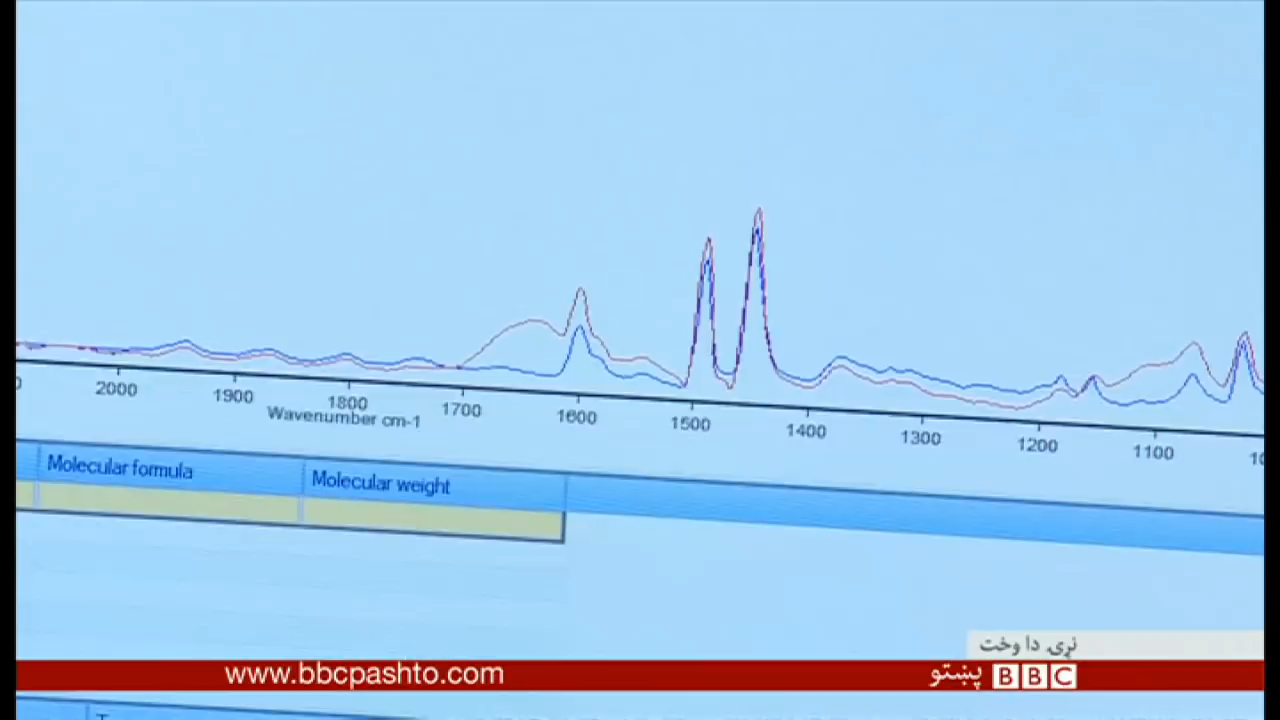 2000 1900 1800 1700 1600 1500 1400 1300 1200 1100
Wavenumber cm-1
Molecular formula Molecular weight
نړۍ دا وخت
www.bbcpashto.com پښتو BBC